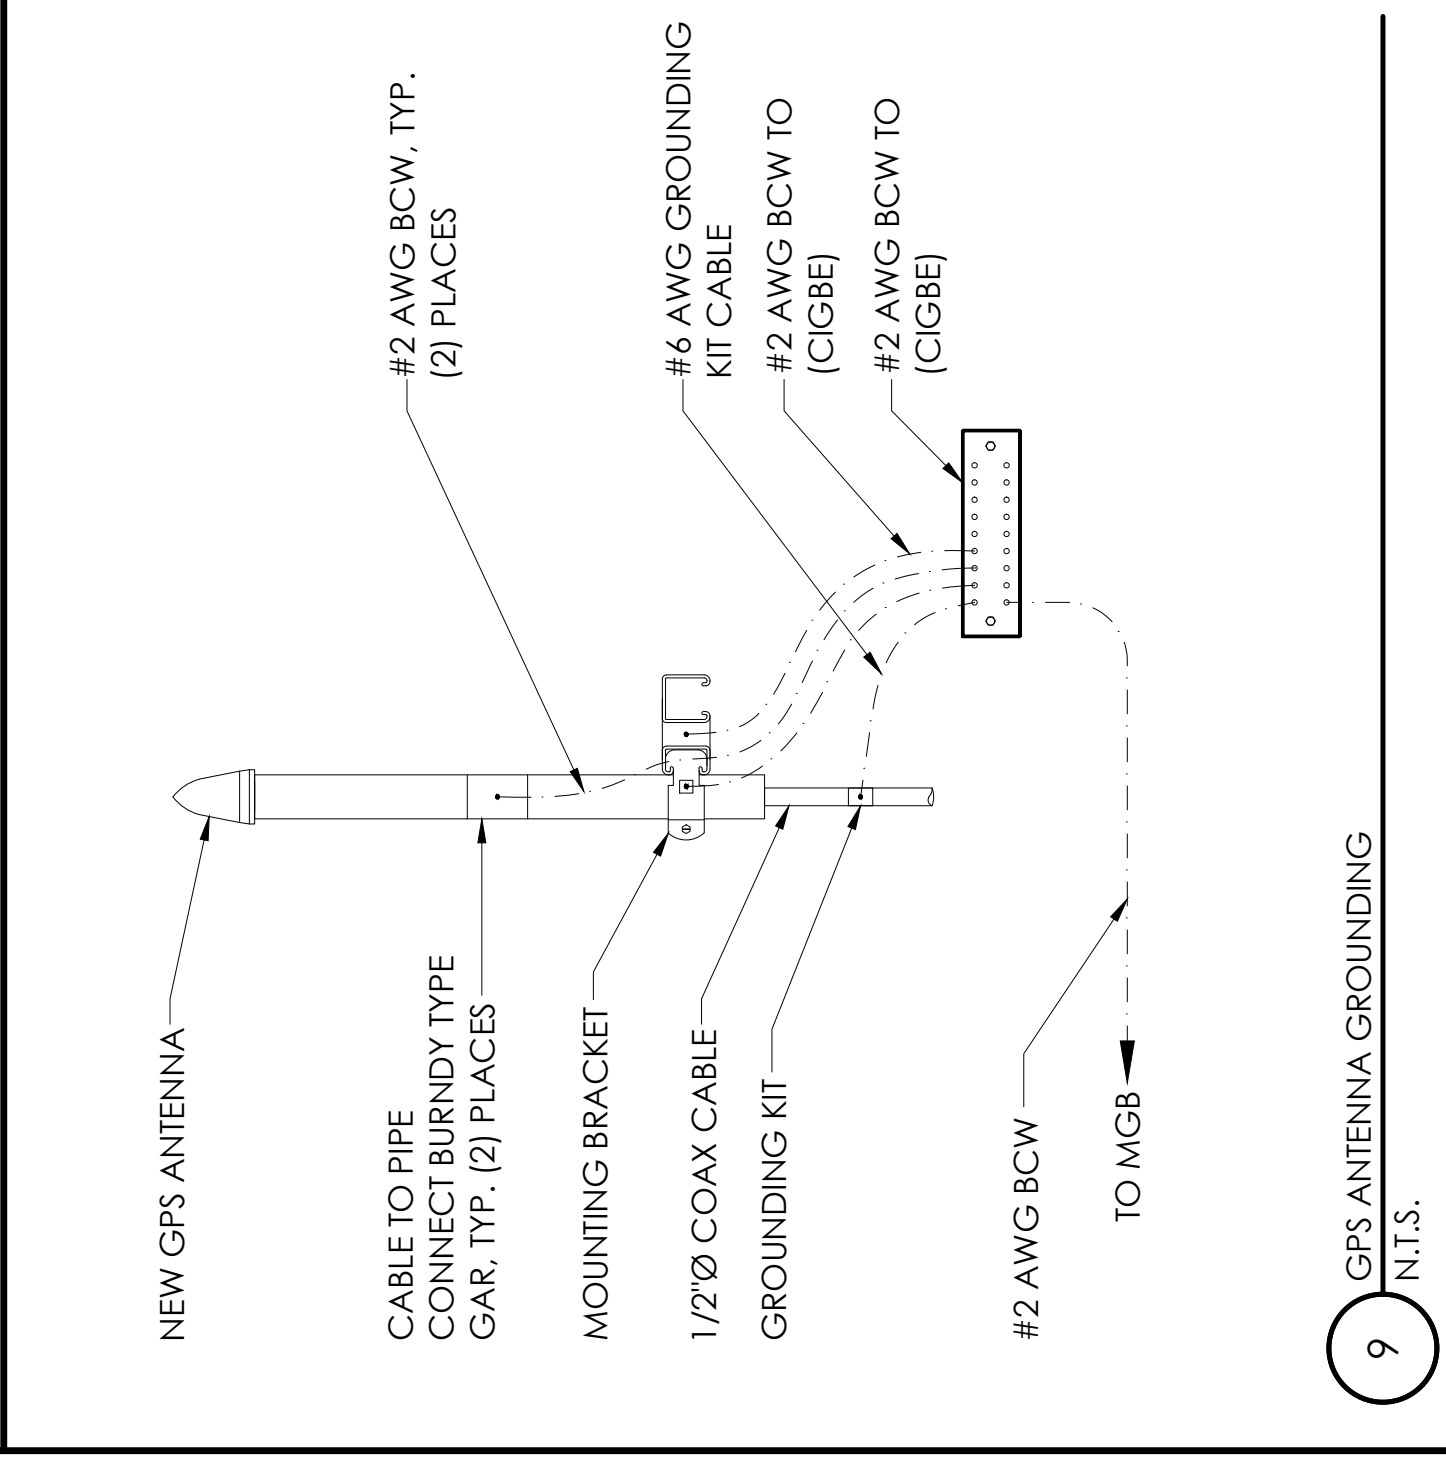 NEW GPS ANTENNA
CABLE TO PIPE
CONNECT BURNDY TYPE
GAR, TYP. (2) PLACES
MOUNTING BRACKET
1/2"Ø COAX CABLE
GROUNDING KIT
#2 AWG BCW
TO MGB
#2 AWG BCW, TYP.
(2) PLACES
#6 AWG GROUNDING
KIT CABLE
#2 AWG BCW TO
(CIGBE)
#2 AWG BCW TO
(CIGBE)
9
GPS ANTENNA GROUNDING
N.T.S.